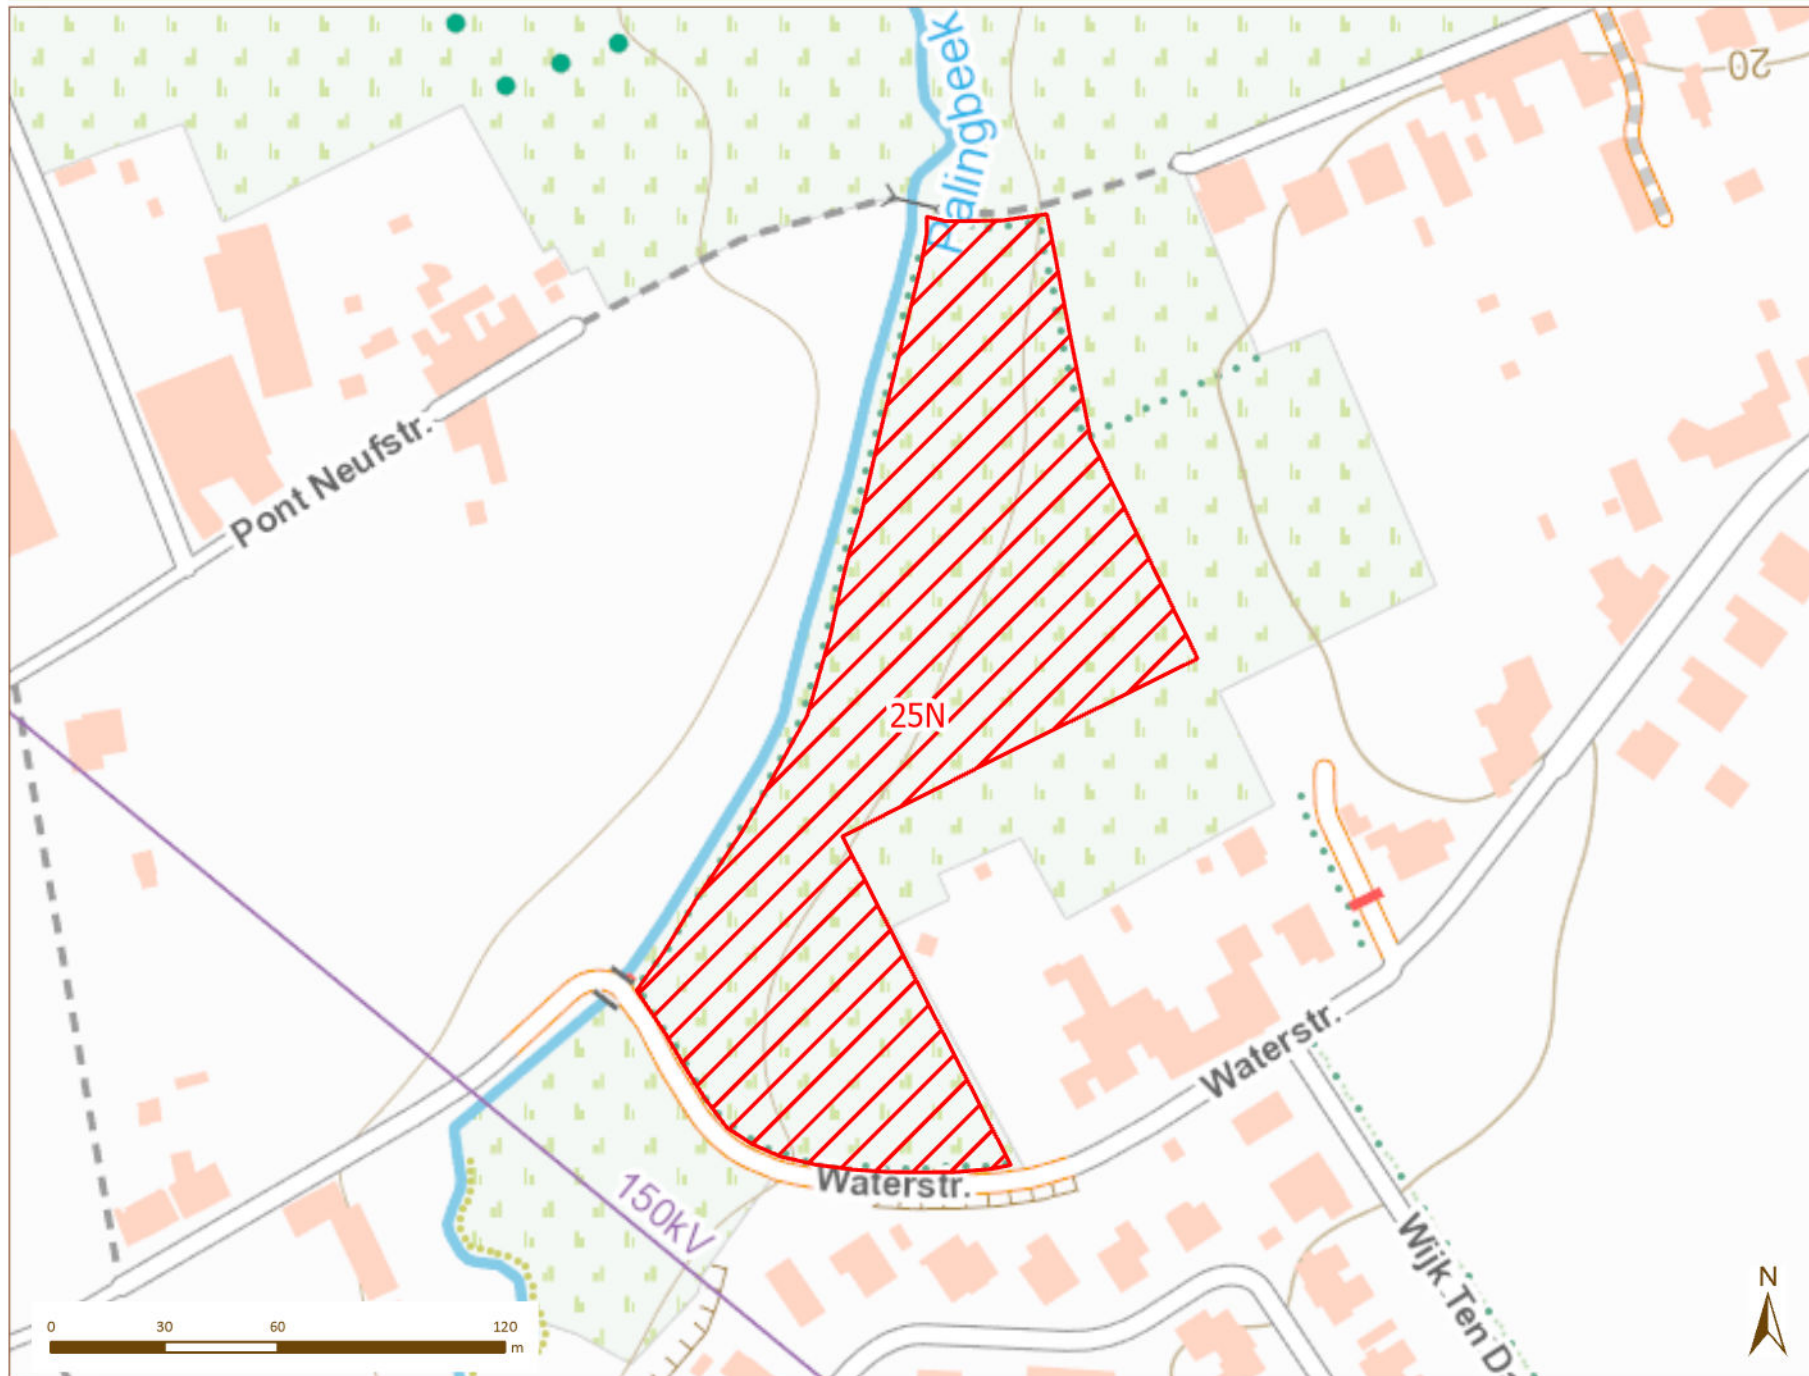 Palingbeek
20
Pont Neufstr.
25N
Waterstr.
Waterstr.
150kV
Wijk Ten D
N
0 30 60 120
m